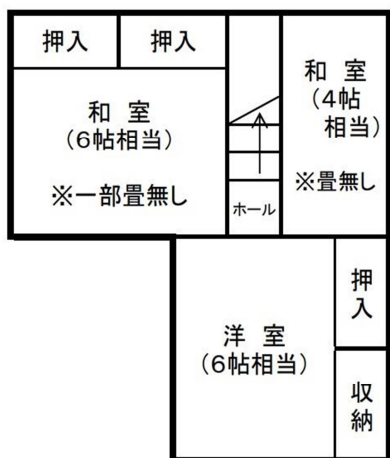 押入
押入
和 室
(6帖相当)
※一部畳無し
和 室
(4帖
相当)
※畳無し
ホール
洋 室
(6帖相当)
押入
収納